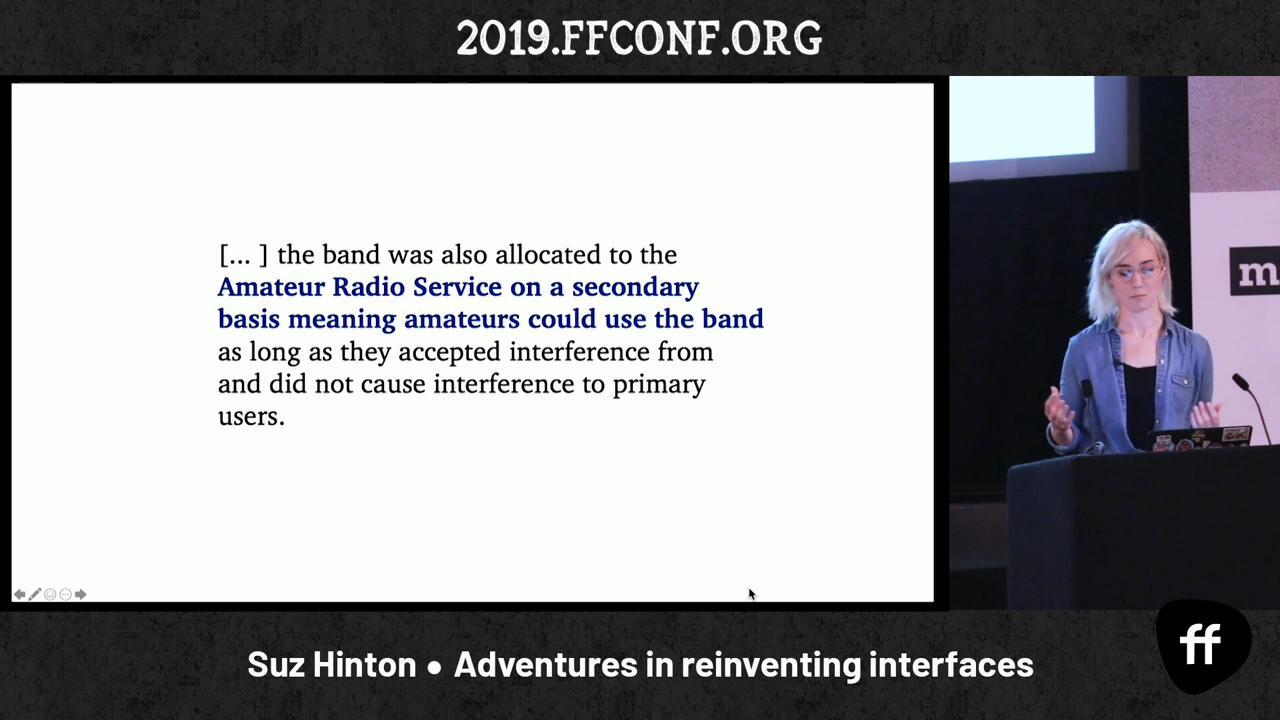 2019.FFCONF.ORG
[... ] the band was also allocated to the
Amateur Radio Service on a secondary
basis meaning amateurs could use the band
as long as they accepted interference from
and did not cause interference to primary
users.
m
ff
Suz Hinton ● Adventures in reinventing interfaces